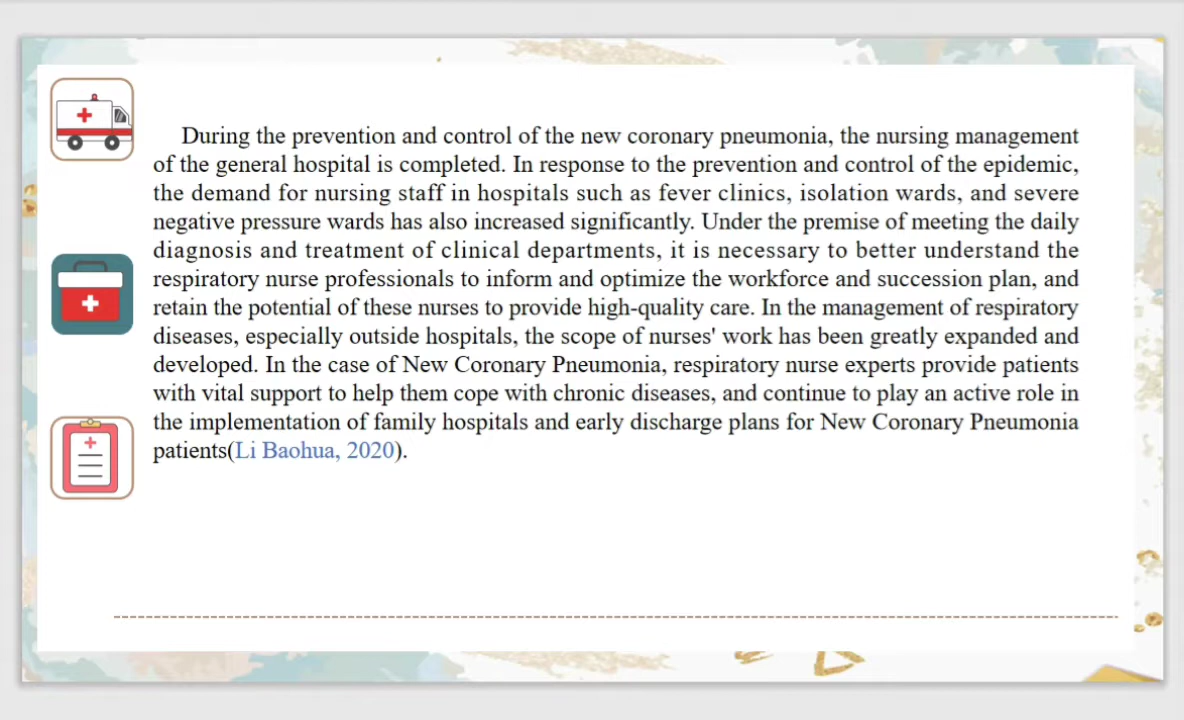 During the prevention and control of the new coronary pneumonia, the nursing management
of the general hospital is completed. In response to the prevention and control of the epidemic,
the demand for nursing staff in hospitals such as fever clinics, isolation wards, and severe
negative pressure wards has also increased significantly. Under the premise of meeting the daily
diagnosis and treatment of clinical departments, it is necessary to better understand the
respiratory nurse professionals to inform and optimize the workforce and succession plan, and
retain the potential of these nurses to provide high-quality care. In the management of respiratory
diseases, especially outside hospitals, the scope of nurses' work has been greatly expanded and
developed. In the case of New Coronary Pneumonia, respiratory nurse experts provide patients
with vital support to help them cope with chronic diseases, and continue to play an active role in
the implementation of family hospitals and early discharge plans for New Coronary Pneumonia
patients(Li Baohua, 2020).